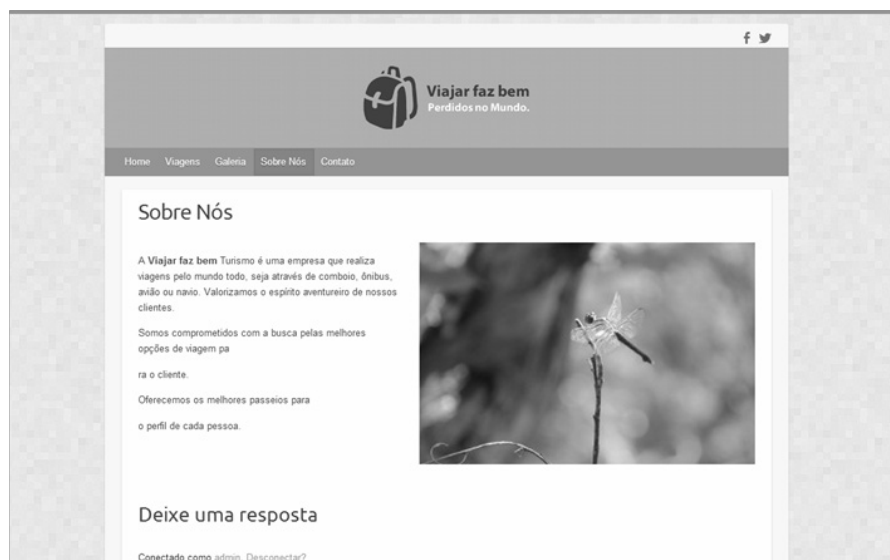 Viajar faz bem
Perdidos no Mundo.
Home Viagens Galeria Sobre Nós Contato
Sobre Nós
A Viajar faz bem Turismo é uma empresa que realiza
viagens pelo mundo todo, seja através de comboio, ônibus,
avião ou navio. Valorizamos o espírito aventureiro de nossos
clientes.
Somos comprometidos com a busca pelas melhores
opções de viagem pa
ra o cliente.
Oferecemos os melhores passeios para
o perfil de cada pessoa.
Deixe uma resposta
Conectado como admin. Desconectar?